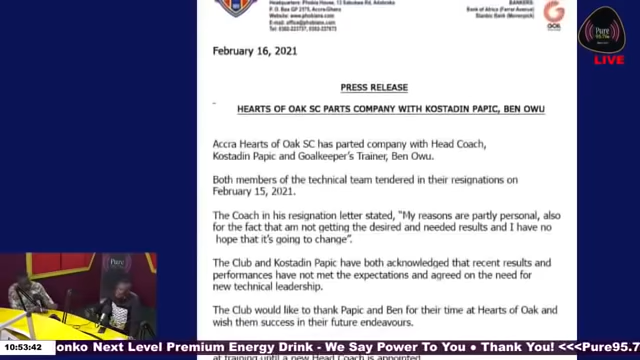 Headquarters: Phobia House, 12 Sabukwe Rd, Adabraka
P. O. Box GP 2575, Accra-Ghana
Website: www.phobians.com
E-mail: office@phobians.com
BANKERS:
Bank of Africa (Farrar Avenue)
Stanbic Bank
GCB
Pure
95.7
LIVE
February 16, 2021
PRESS RELEASE
HEARTS OF OAK SC PARTS COMPANY WITH KOSTADIN PAPIC, BEN OWU
Accra Hearts of Oak SC has parted company with Head Coach,
Kostadin Papic and Goalkeeper's Trainer, Ben Owu.
Both members of the technical team tendered in their resignations on
February 15, 2021.
The Coach in his resignation letter stated, "My reasons are partly personal, also
for the fact that am not getting the desired and needed results and I have no
hope that it's going to change".
The Club and Kostadin Papic have both acknowledged that recent results and
performances have not met the expectations and agreed on the need for
new technical leadership.
The Club would like to thank Papic and Ben for their time at Hearts of Oak and
wish them success in their future endeavours.
at training until a new Head Coach is appointed
Pure
10:53:42
onko Next Level Premium Energy Drink - We Say Power To You ● Thank You! <<<Pure95.7